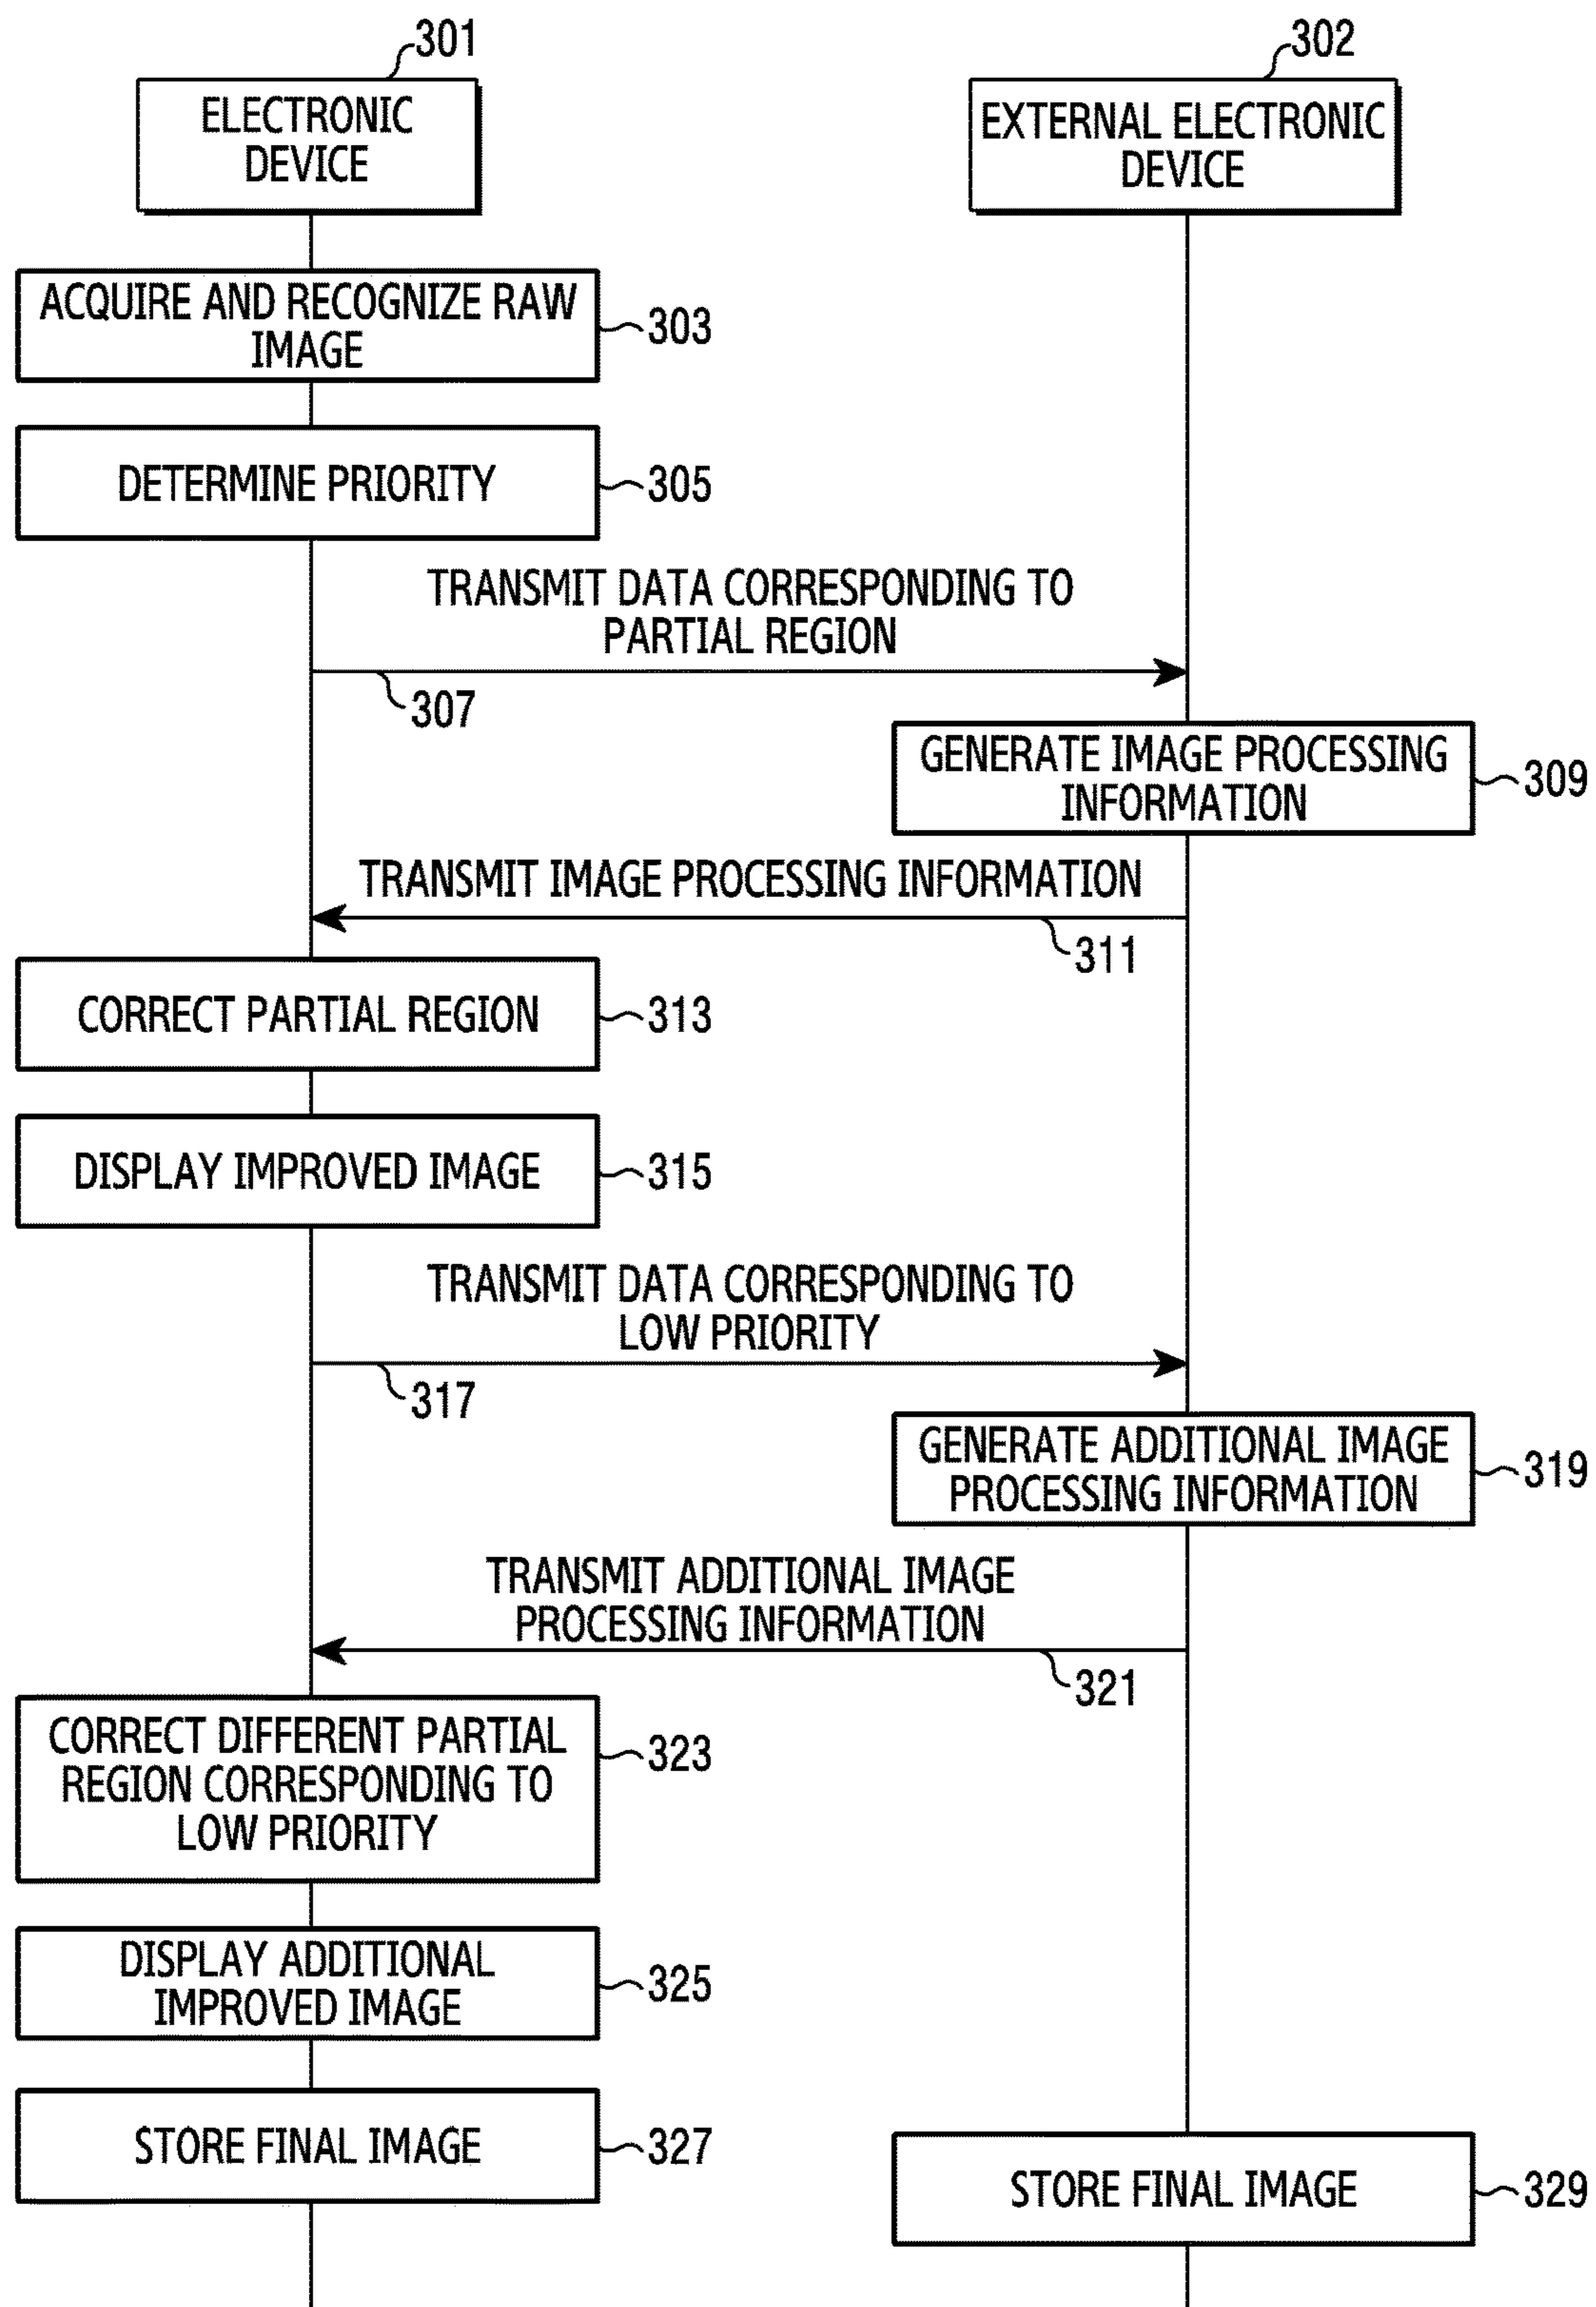 301
302
ELECTRONIC
DEVICE
EXTERNAL ELECTRONIC
DEVICE
ACQUIRE AND RECOGNIZE RAW
IMAGE
303
DETERMINE PRIORITY
305
TRANSMIT DATA CORRESPONDING TO
PARTIAL REGION
307
GENERATE IMAGE PROCESSING
INFORMATION
309
TRANSMIT IMAGE PROCESSING INFORMATION
311
CORRECT PARTIAL REGION
313
DISPLAY IMPROVED IMAGE
315
TRANSMIT DATA CORRESPONDING TO
LOW PRIORITY
317
GENERATE ADDITIONAL IMAGE
PROCESSING INFORMATION
319
TRANSMIT ADDITIONAL IMAGE
PROCESSING INFORMATION
321
CORRECT DIFFERENT PARTIAL
REGION CORRESPONDING TO
LOW PRIORITY
323
DISPLAY ADDITIONAL
IMPROVED IMAGE
325
STORE FINAL IMAGE
327
STORE FINAL IMAGE
329